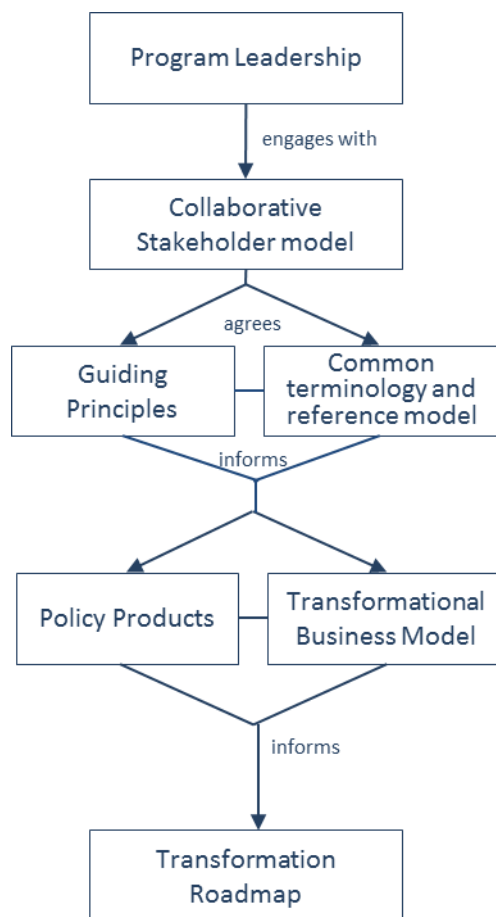 Program Leadership
engages with
Collaborative
Stakeholder model
agrees
Guiding
Principles
Common
terminology and
reference model
informs
Policy Products
Transformational
Business Model
informs
Transformation
Roadmap